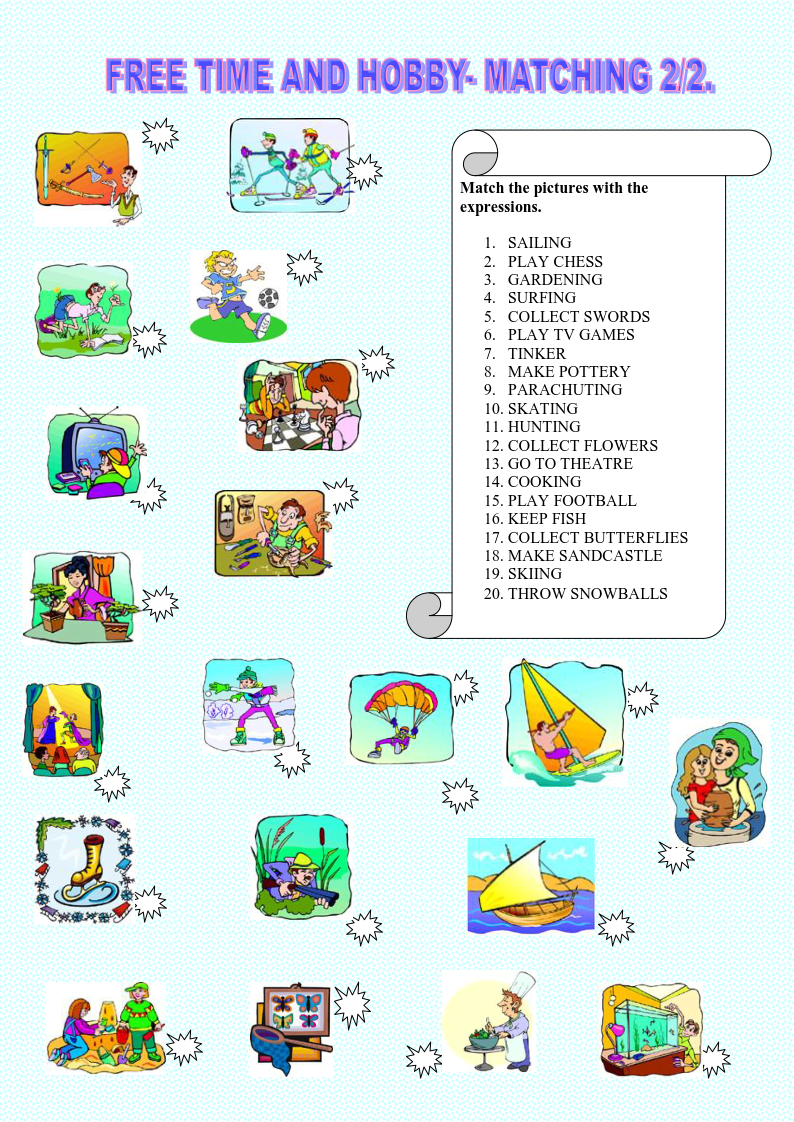 FREE TIME AND HOBBY- MATCHING 2/2.
Match the pictures with the
expressions.
1. SAILING
2. PLAY CHESS
3. GARDENING
4. SURFING
5. COLLECT SWORDS
6. PLAY TV GAMES
7. TINKER
8. MAKE POTTERY
9. PARACHUTING
10. SKATING
11. HUNTING
12. COLLECT FLOWERS
13. GO TO THEATRE
14. COOKING
15. PLAY FOOTBALL
16. KEEP FISH
17. COLLECT BUTTERFLIES
18. MAKE SANDCASTLE
19. SKIING
20. THROW SNOWBALLS